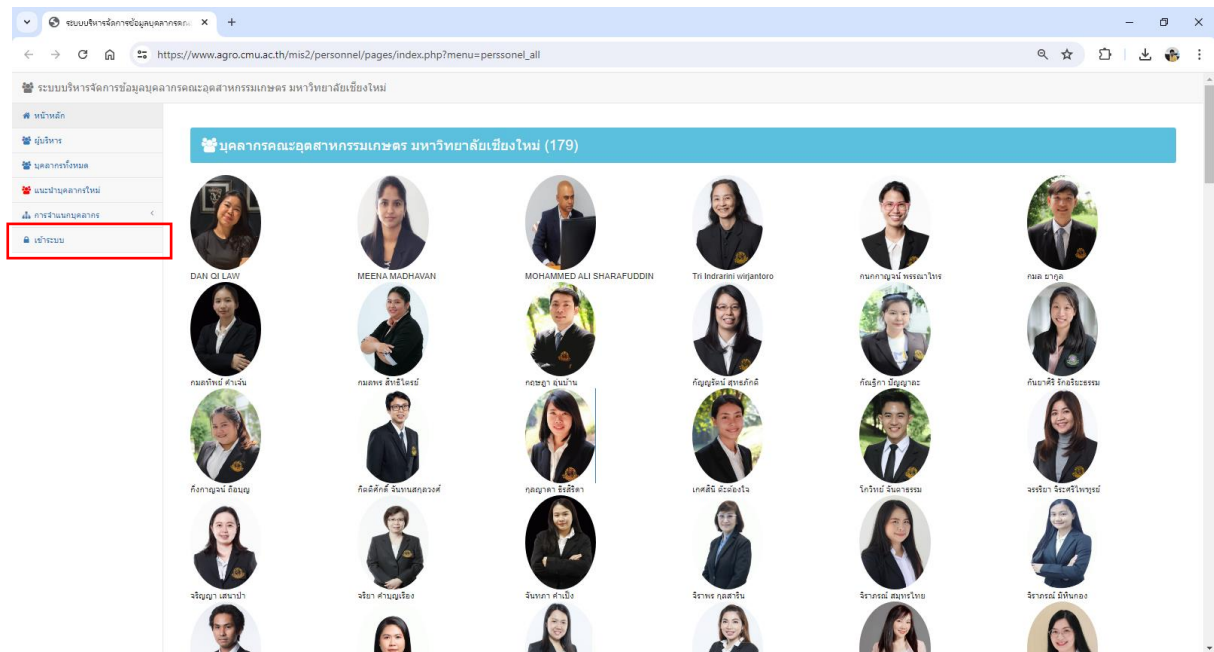 ระบบบริหารจัดการข้อมูลบุคลากรคณะ
https://www.agro.cmu.ac.th/mis2/personnel/pages/index.php?menu=perssonel_all
ระบบบริหารจัดการข้อมูลบุคลากรคณะอุตสาหกรรมเกษตร มหาวิทยาลัยเชียงใหม่
หน้าหลัก
ผู้บริหาร
บุคลากรทั้งหมด
แนะนำบุคลากรใหม่
การจำแนกบุคลากร
เข้าระบบ
บุคลากรคณะอุตสาหกรรมเกษตร มหาวิทยาลัยเชียงใหม่ (179)
DAN QI LAW
MEENA MADHAVAN
MOHAMMED ALI SHARAFUDDIN
Tri Indrarini wirjantoro
กนกกาญจน์ พรรณาไทร
กมล ยากุล
กมลทิพย์ คำเจ้น
กมลพร สิทธิไตรย์
กฤษฎา อุ่นบ้าน
กัญญรัตน์ สุทธภักติ
กัณฐิกา ปัญญาละ
กันยาศิริ รักอริยะธรรม
กิ่งกาญจน์ ถือบุญ
กิตติศักดิ์ จันทนสกุลวงศ์
กุลญาดา ธิรสิริดา
เกศสินี ต๊ะต้องใจ
โกวิทย์ จันตาธรรม
จรรริยา จิระศริไพฑูรย์
จริญญา เสนาป่า
จริยา คำบุญเรือง
จันทภา คำเป็ง
จิราพร กุลสาริน
จิราภรณ์ สมุทรไทย
จิราภรณ์ มีหินกอง